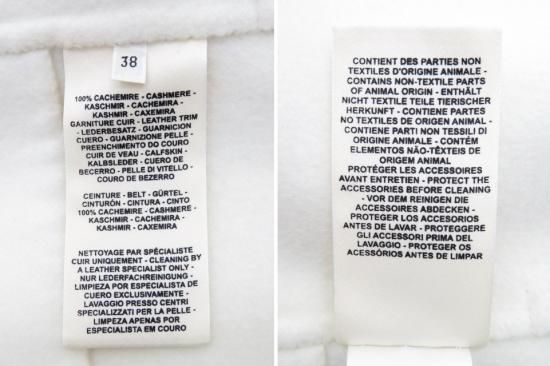 38
100% CACHEMIRE - CASHMERE -
KASCHMIR - CACHEMIRA -
KASHMIR - CAXEMIRA
GARNITURE CUIR - LEATHER TRIM
- LEDERBESATZ - GUARNICION
CUERO - GUARNIZIONE PELLE -
PREENCHIMENTO DO COURO
CUIR DE VEAU - CALFSKIN -
KALBSLEDER - CUERO DE
BECERRO - PELLE DI VITELLO -
COURO DE BEZERRO
CEINTURE - BELT - GÜRTEL -
CINTURÓN - CINTURA - CINTO
100% CACHEMIRE - CASHMERE -
KASCHMIR - CACHEMIRA -
KASHMIR - CAXEMIRA
NETTOYAGE PAR SPÉCIALISTE
CUIR UNIQUEMENT - CLEANING BY
A LEATHER SPECIALIST ONLY -
NUR LEDERFACHREINIGUNG -
LIMPIEZA POR ESPECIALISTA DE
CUERO EXCLUSIVAMENTE -
LAVAGGIO PRESSO CENTRI
SPECIALIZZATI PER LA PELLE -
LIMPEZA APENAS POR
ESPECIALISTA EM COURO
CONTIENT DES PARTIES NON
TEXTILES D'ORIGINE ANIMALE -
CONTAINS NON-TEXTILE PARTS
OF ANIMAL ORIGIN - ENTHÄLT
NICHT TEXTILE TEILE TIERISCHER
HERKUNFT - CONTIENE PARTES
NO TEXTILES DE ORIGEN ANIMAL -
CONTIENE PARTI NON TESSILI DI
ORIGINE ANIMALE - CONTÉM
ELEMENTOS NÃO-TÊXTEIS DE
ORIGEM ANIMAL
PROTÉGER LES ACCESSOIRES
AVANT ENTRETIEN - PROTECT THE
ACCESSORIES BEFORE CLEANING
- VOR DEM REINIGEN DIE
ACCESSOIRES ABDECKEN -
PROTEGER LOS ACCESORIOS
ANTES DE LAVAR - PROTEGGERE
GLI ACCESSORI PRIMA DEL
LAVAGGIO - PROTEGER OS
ACESSÓRIOS ANTES DE LIMPAR